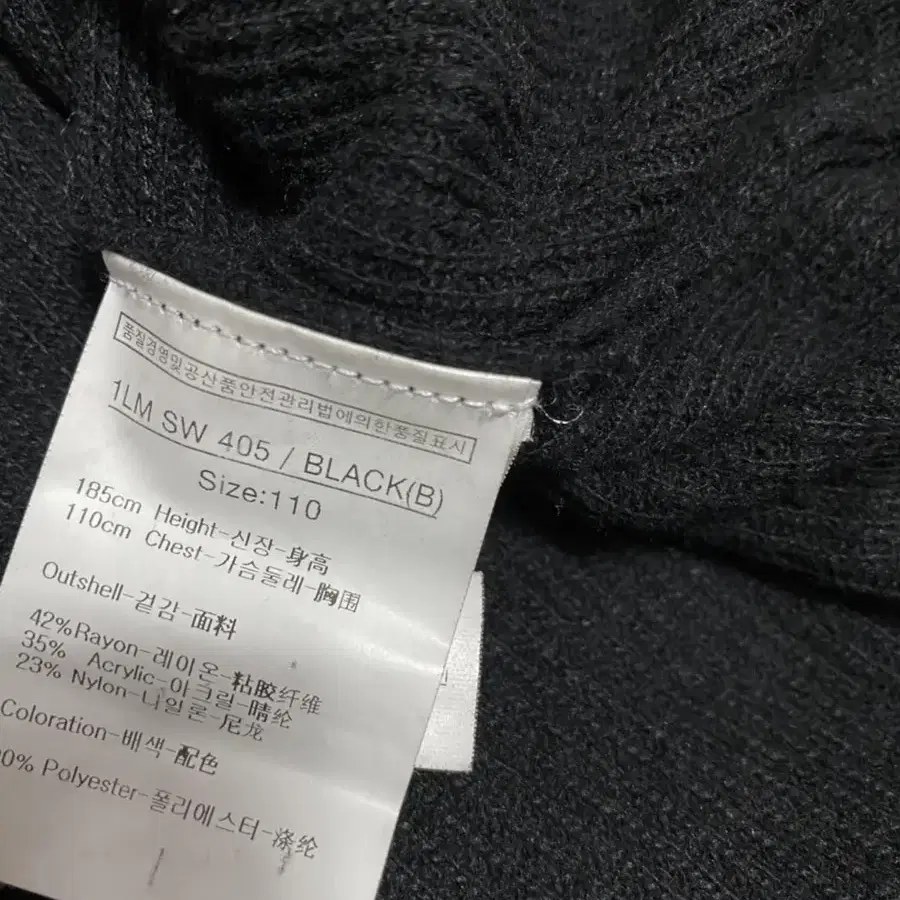 품질경영및공산품안전관리법에의한품질표시
1LM SW 405 / BLACK(B)
Size:110
185cm Height-신장-身高
110cm Chest-가슴둘레-胸围
Outshell-겉감-面料
42%Rayon-레이온-粘胶纤维
35% Acrylic-아크릴-晴纶
23% Nylon-나일론-尼龙
Coloration-배색-配色
00% Polyester-폴리에스터-涤纶